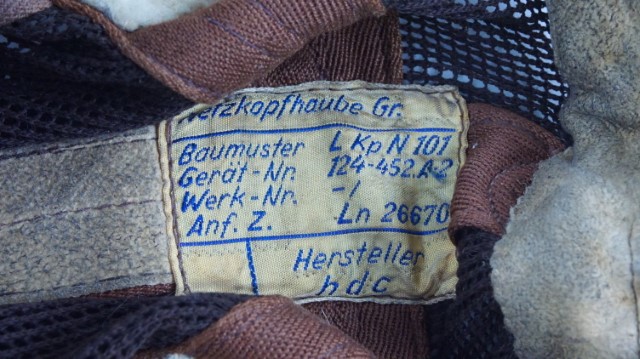 Netzkopfhaube Gr.
Baumuster L Kp N 101
Gerät-Nr. 124-452.A-2
Werk-Nr. -/
Anf. Z. Ln 26670
Hersteller
hdc